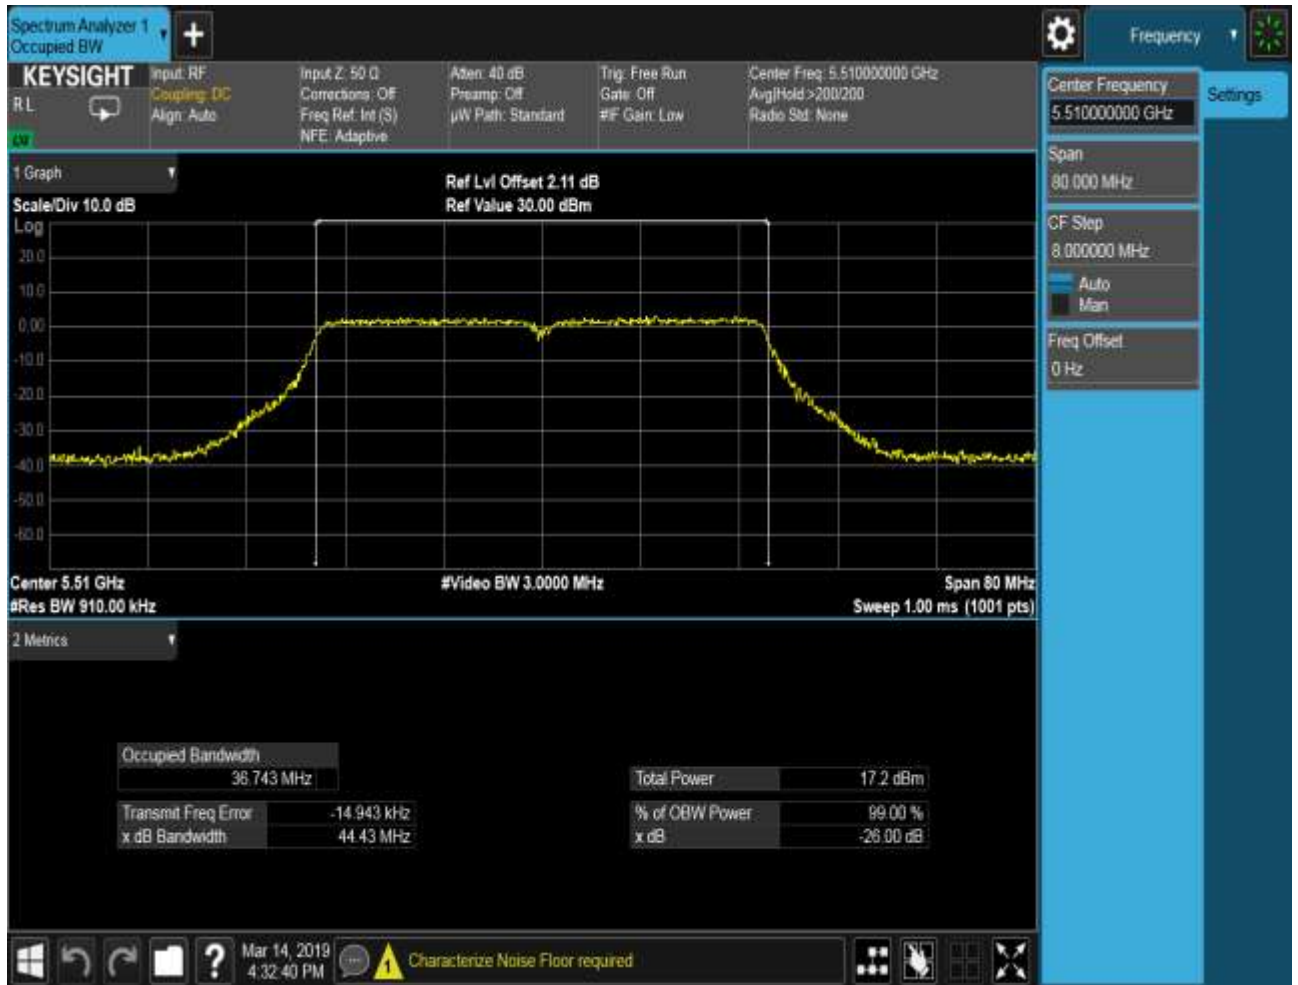 Spectrum Analyzer 1
Occupied BW
Frequency
KEYSIGHT
R L
Input: RF
Coupling: DC
Align: Auto
Input Z: 50 Ω
Corrections: Off
Freq Ref: Int (S)
NFE: Adaptive
Atten: 40 dB
Preamp: Off
µW Path: Standard
Trig: Free Run
Gate: Off
#IF Gain: Low
Center Freq: 5.510000000 GHz
Avg|Hold:>200/200
Radio Std: None
Center Frequency
5.510000000 GHz
Settings
Span
80.000 MHz
CF Step
8.000000 MHz
Auto
Man
Freq Offset
0 Hz
1 Graph
Scale/Div 10.0 dB
Ref Lvl Offset 2.11 dB
Ref Value 30.00 dBm
Log
20.0
10.0
0.00
-10.0
-20.0
-30.0
-40.0
-50.0
-60.0
Center 5.51 GHz
#Video BW 3.0000 MHz
Span 80 MHz
#Res BW 910.00 kHz
Sweep 1.00 ms (1001 pts)
2 Metrics
Occupied Bandwidth
36.743 MHz
Total Power 17.2 dBm
Transmit Freq Error -14.943 kHz
% of OBW Power 99.00 %
x dB Bandwidth 44.43 MHz
x dB -26.00 dB
?
Mar 14, 2019
4:32:40 PM
1
Characterize Noise Floor required